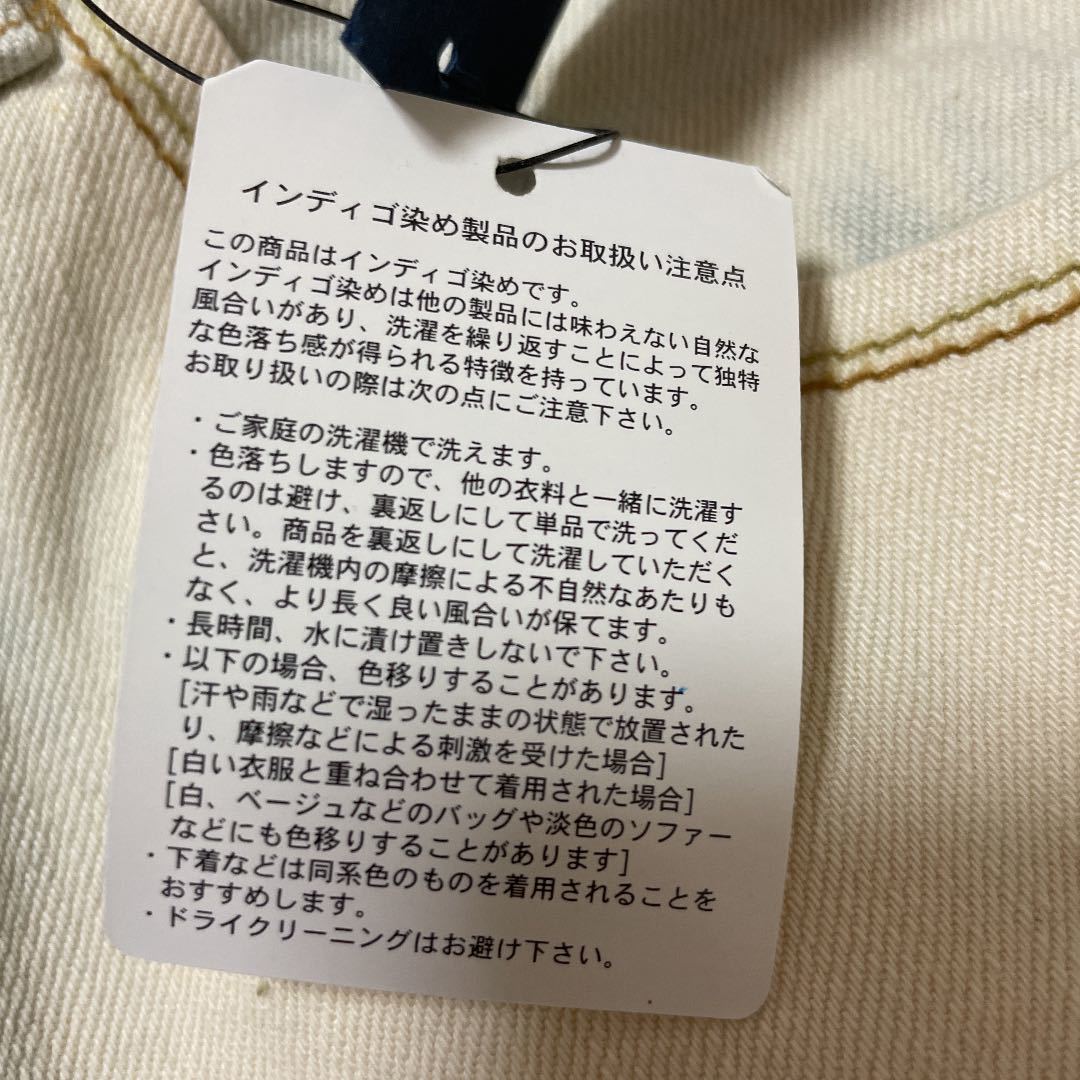 インディゴ染め製品のお取扱い注意点
この商品はインディゴ染めです。
インディゴ染めは他の製品には味わえない自然な
風合いがあり、洗濯を繰り返すことによって独特
な色落ち感が得られる特徴を持っています。
お取り扱いの際は次の点にご注意下さい。
・ご家庭の洗濯機で洗えます。
・色落ちしますので、他の衣料と一緒に洗濯す
るのは避け、裏返しにして単品で洗ってくだ
さい。商品を裏返しにして洗濯していただく
と、洗濯機内の摩擦による不自然なあたりも
なく、より長く良い風合いが保てます。
・長時間、水に漬け置きしないで下さい。
・以下の場合、色移りすることがあります。
[汗や雨などで湿ったままの状態で放置された
り、摩擦などによる刺激を受けた場合]
[白い衣服と重ね合わせて着用された場合]
[白、ベージュなどのバッグや淡色のソファー
などにも色移りすることがあります]
・下着などは同系色のものを着用されることを
おすすめします。
・ドライクリーニングはお避け下さい。